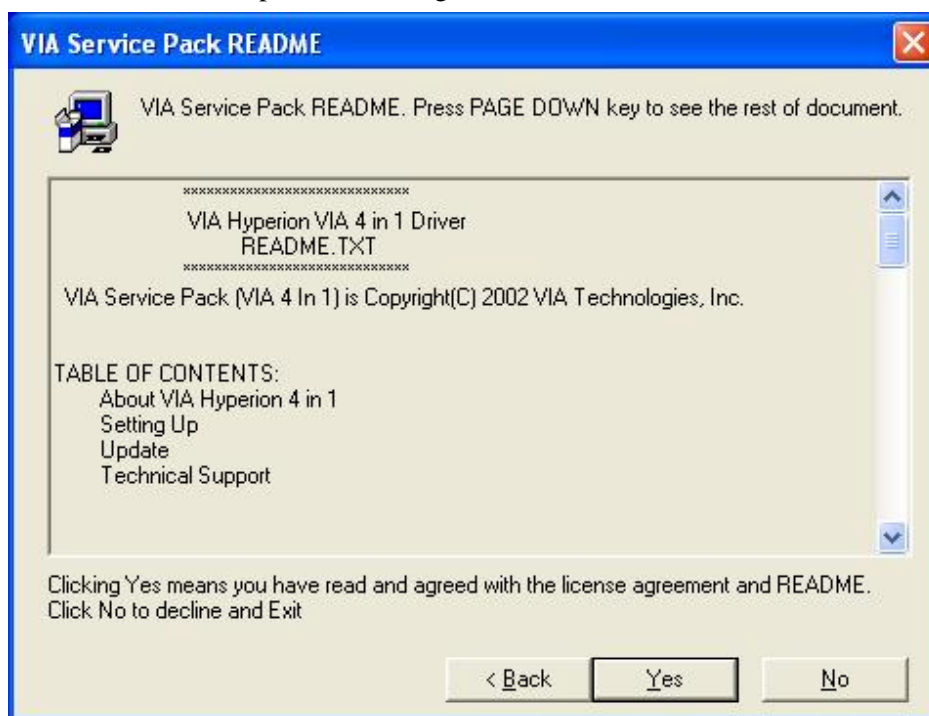 VIA Service Pack README
VIA Service Pack README. Press PAGE DOWN key to see the rest of document.
*****************************
VIA Hyperion VIA 4 in 1 Driver
README.TXT
*****************************
VIA Service Pack (VIA 4 In 1) is Copyright(C) 2002 VIA Technologies, Inc.
TABLE OF CONTENTS:
About VIA Hyperion 4 in 1
Setting Up
Update
Technical Support
Clicking Yes means you have read and agreed with the license agreement and README.
Click No to decline and Exit
< Back
Yes
No